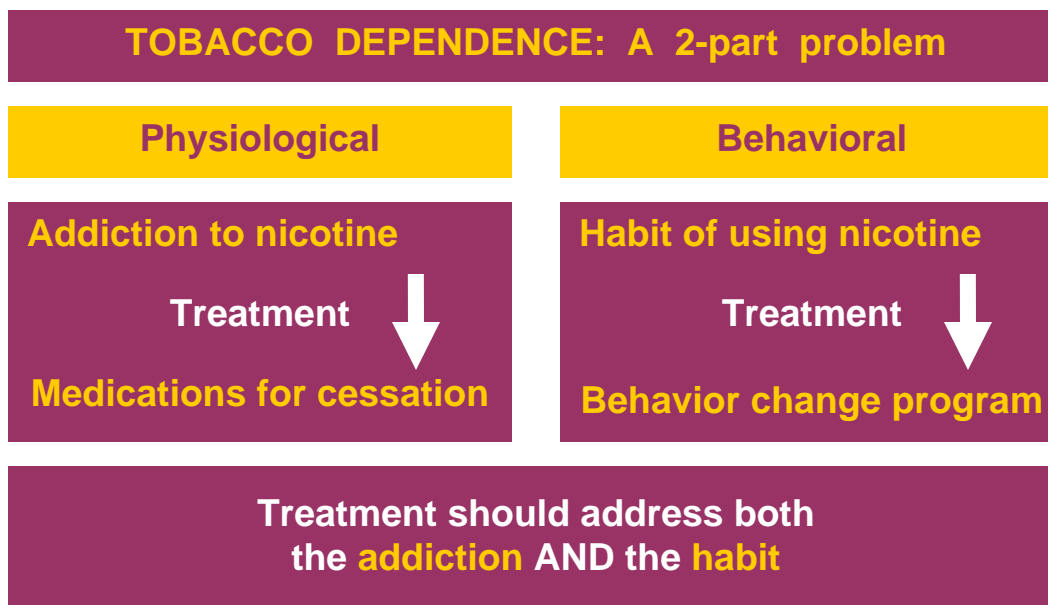 TOBACCO DEPENDENCE: A 2-part problem
Physiological
Addiction to nicotine
Treatment
Medications for cessation
Behavioral
Habit of using nicotine
Treatment
Behavior change program
Treatment should address both
the addiction AND the habit